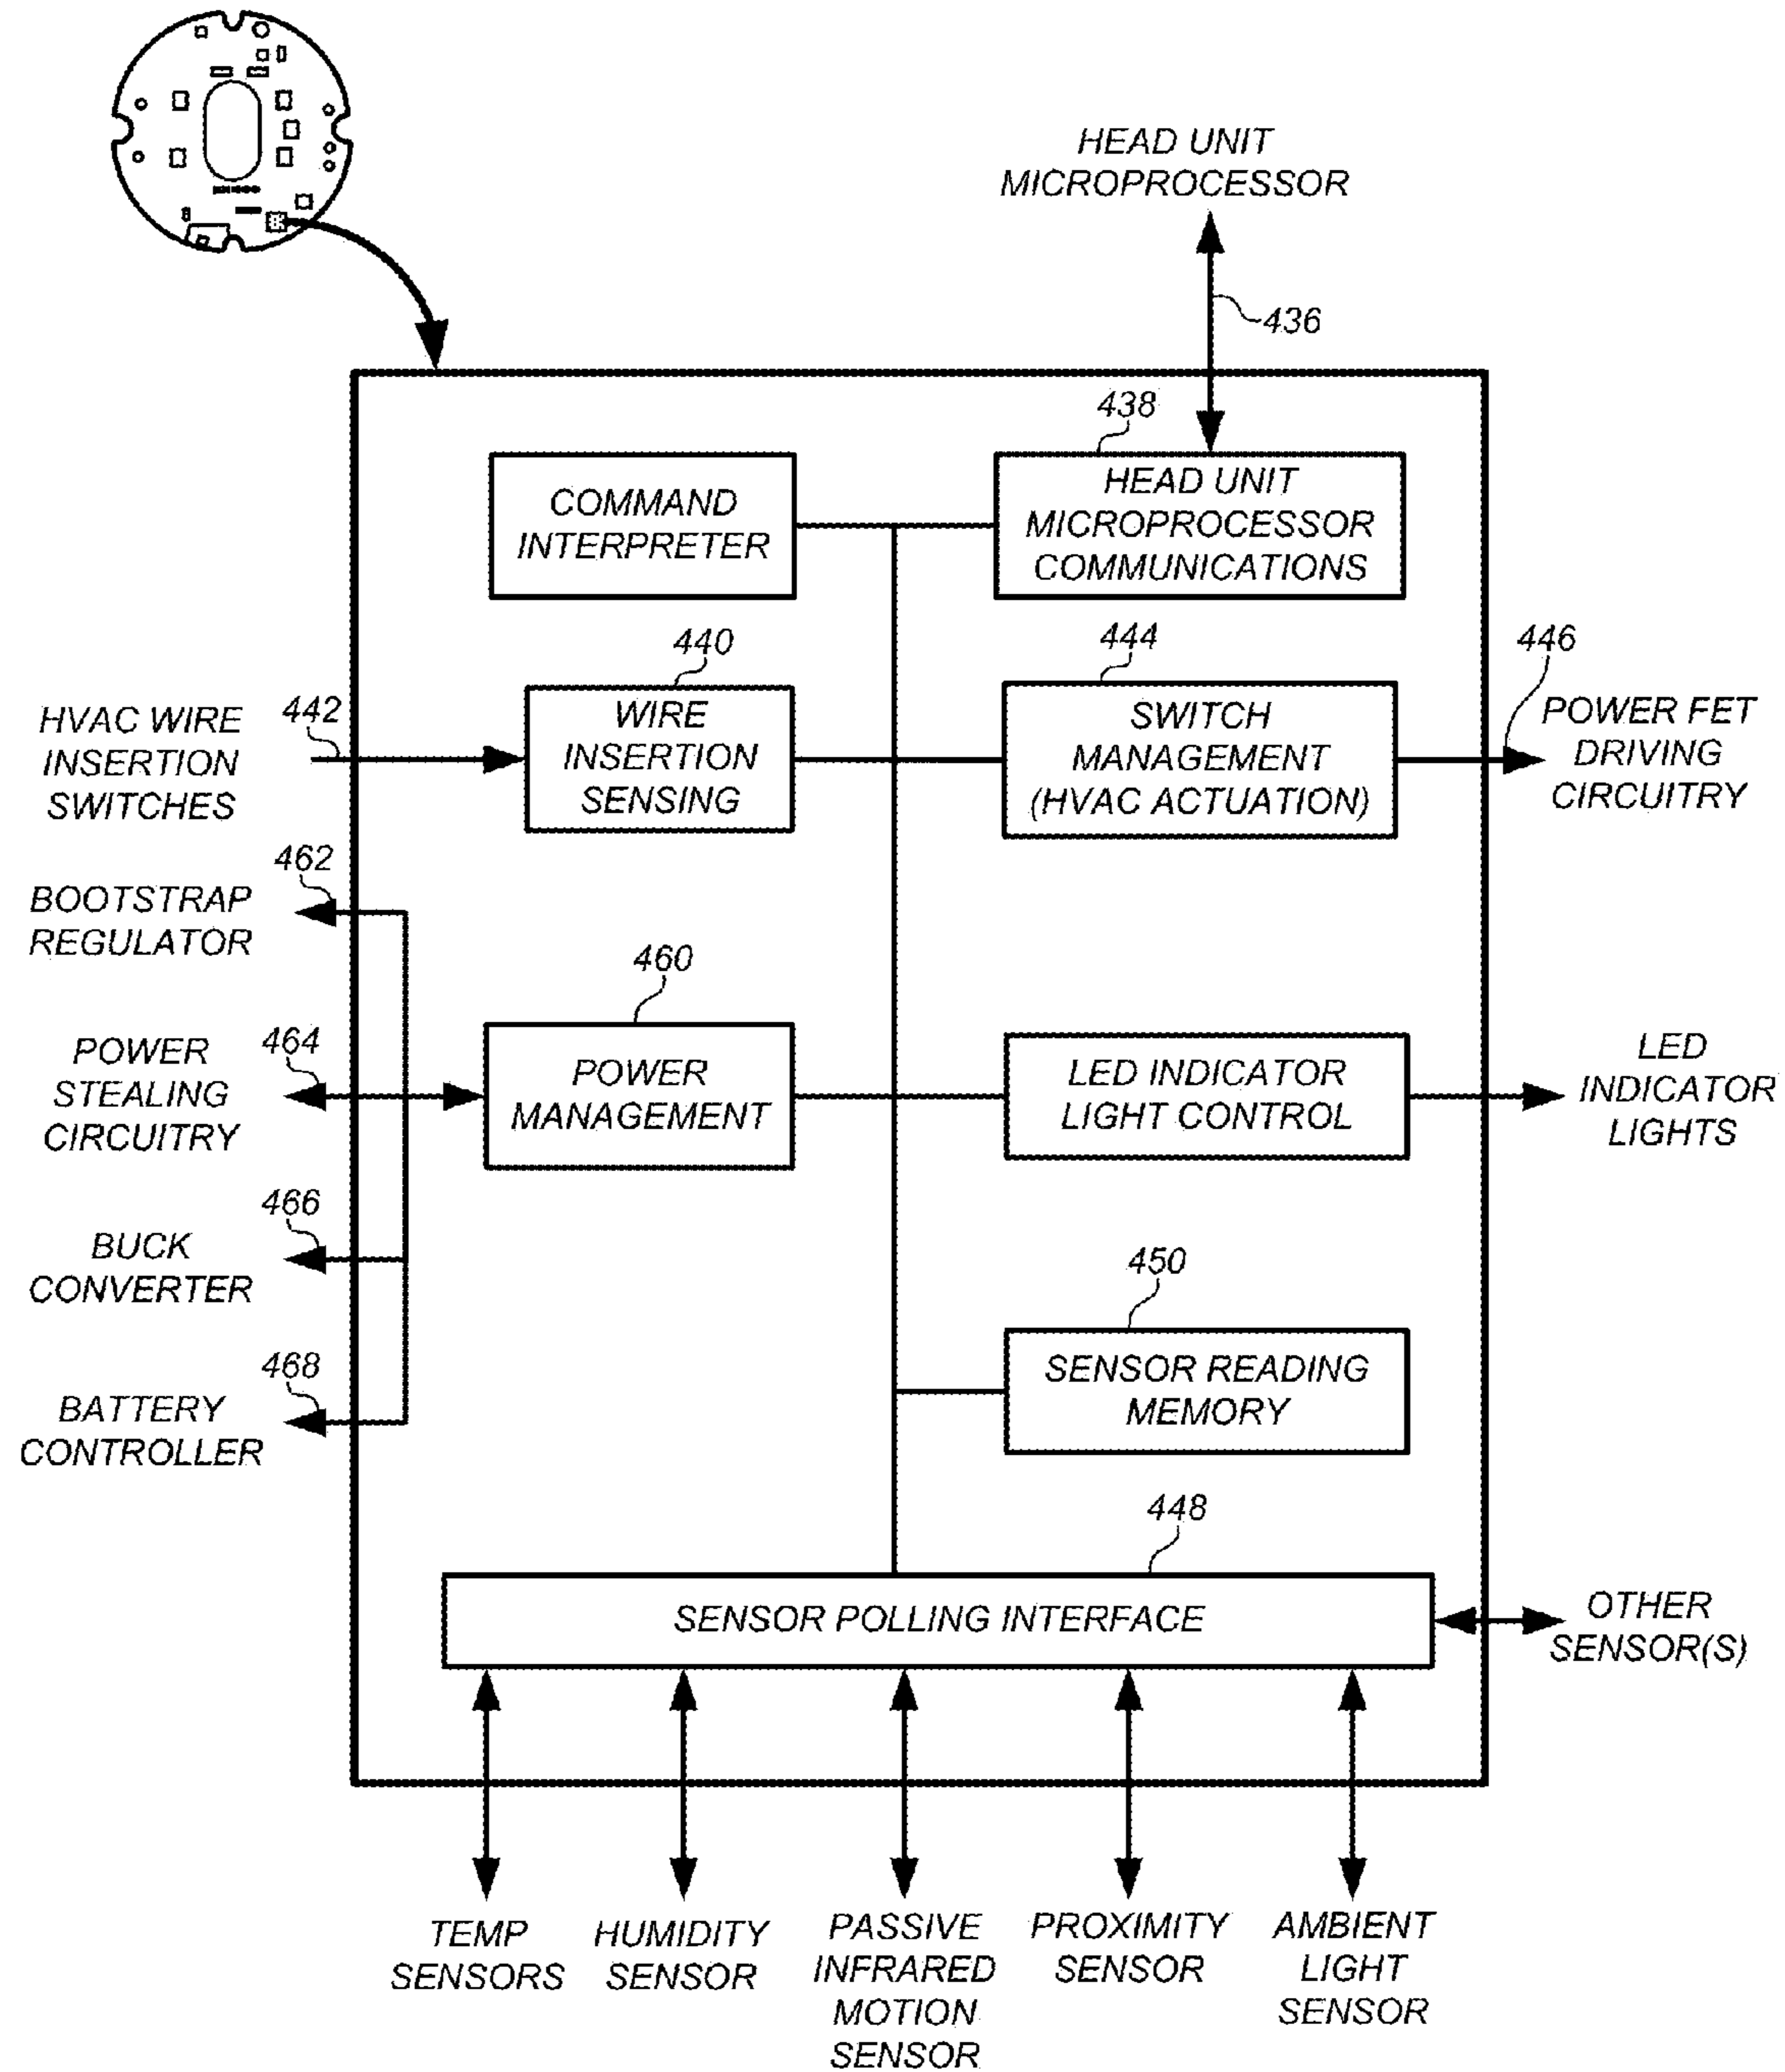 HEAD UNIT
MICROPROCESSOR
436
438
COMMAND
INTERPRETER
HEAD UNIT
MICROPROCESSOR
COMMUNICATIONS
440
444
446
HVAC WIRE
INSERTION
SWITCHES
442
WIRE
INSERTION
SENSING
SWITCH
MANAGEMENT
(HVAC ACTUATION)
POWER FET
DRIVING
CIRCUITRY
462
BOOTSTRAP
REGULATOR
460
POWER
STEALING
CIRCUITRY
464
POWER
MANAGEMENT
LED INDICATOR
LIGHT CONTROL
LED
INDICATOR
LIGHTS
466
BUCK
CONVERTER
450
SENSOR READING
MEMORY
468
BATTERY
CONTROLLER
448
SENSOR POLLING INTERFACE
OTHER
SENSOR(S)
TEMP
SENSORS
HUMIDITY
SENSOR
PASSIVE
INFRARED
MOTION
SENSOR
PROXIMITY
SENSOR
AMBIENT
LIGHT
SENSOR